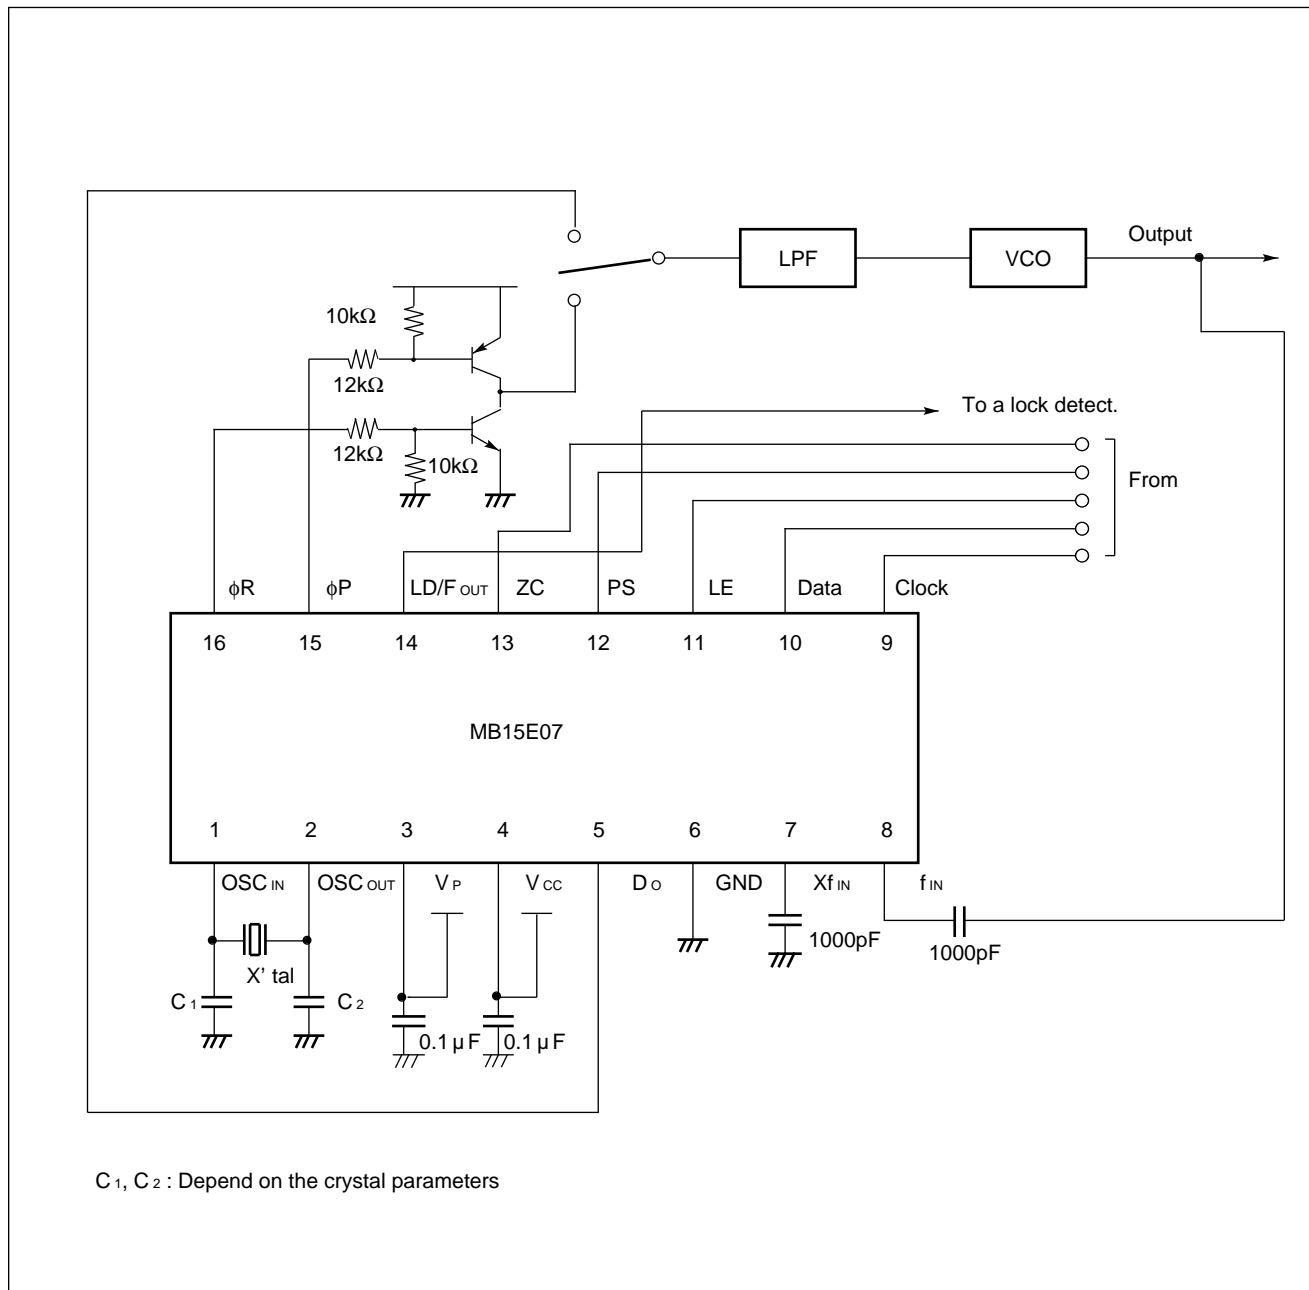 Output
LPF
VCO
10kΩ
12kΩ
To a lock detect.
12kΩ
10kΩ
From
ϕR ϕP LD/F OUT ZC PS LE Data Clock
16 15 14 13 12 11 10 9
MB15E07
1 2 3 4 5 6 7 8
OSC IN OSC OUT V P V CC D O GND Xf IN f IN
1000pF
1000pF
X' tal
C 1 C 2
0.1 µ F 0.1 µ F
C 1, C 2 : Depend on the crystal parameters